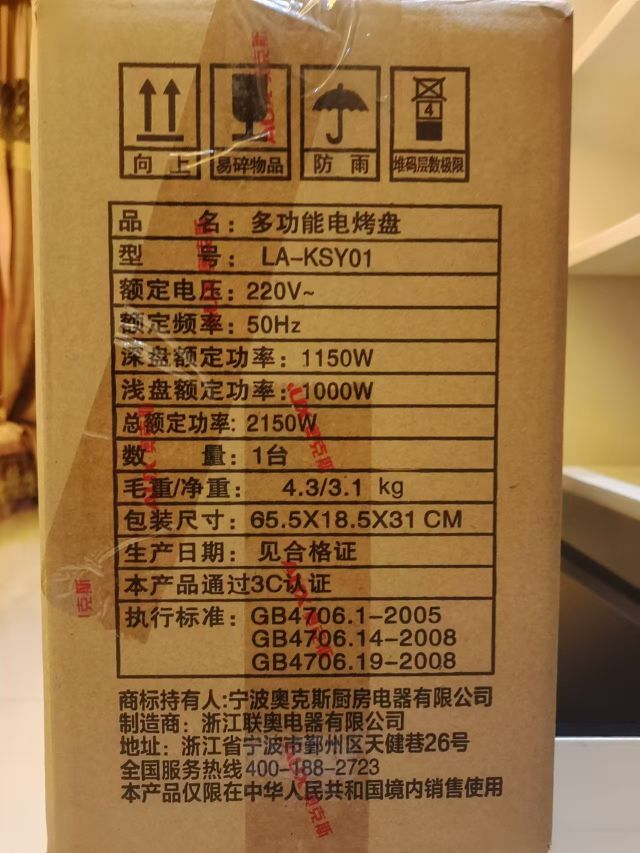 向上 易碎物品 防雨 4 堆码层数极限
品名：多功能电烤盘
型号：LA-KSY01
额定电压：220V~
额定频率：50Hz
深盘额定功率：1150W
浅盘额定功率：1000W
总额定功率：2150W
数量：1台
毛重/净重：4.3/3.1 kg
包装尺寸：65.5X18.5X31 CM
生产日期：见合格证
本产品通过3C认证
执行标准：GB4706.1-2005
GB4706.14-2008
GB4706.19-2008
商标持有人：宁波奥克斯厨房电器有限公司
制造商：浙江联奥电器有限公司
地址：浙江省宁波市鄞州区天健巷26号
全国服务热线400-188-2723
本产品仅限在中华人民共和国境内销售使用